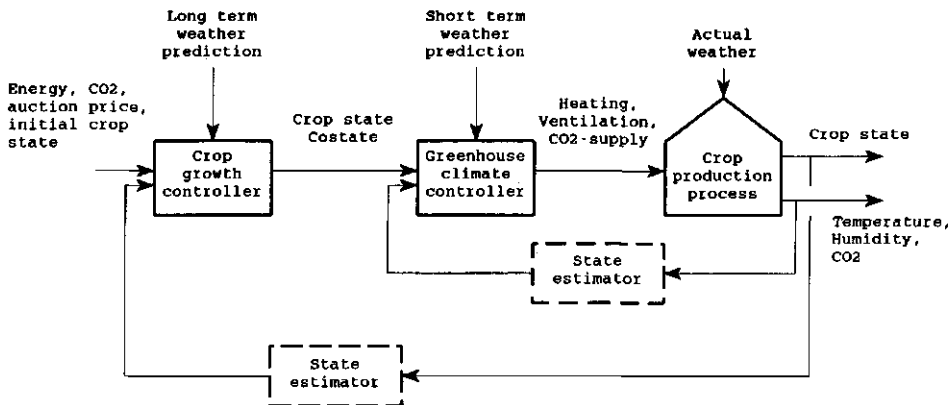 Long term
weather
prediction
Short term
weather
prediction
Actual
weather
Energy, CO2,
auction price,
initial crop
state
Crop state
Costate
Heating,
Ventilation,
CO2-supply
Crop state
Crop
growth
controller
Greenhouse
climate
controller
Crop
production
process
Temperature,
Humidity,
CO2
State
estimator
State
estimator